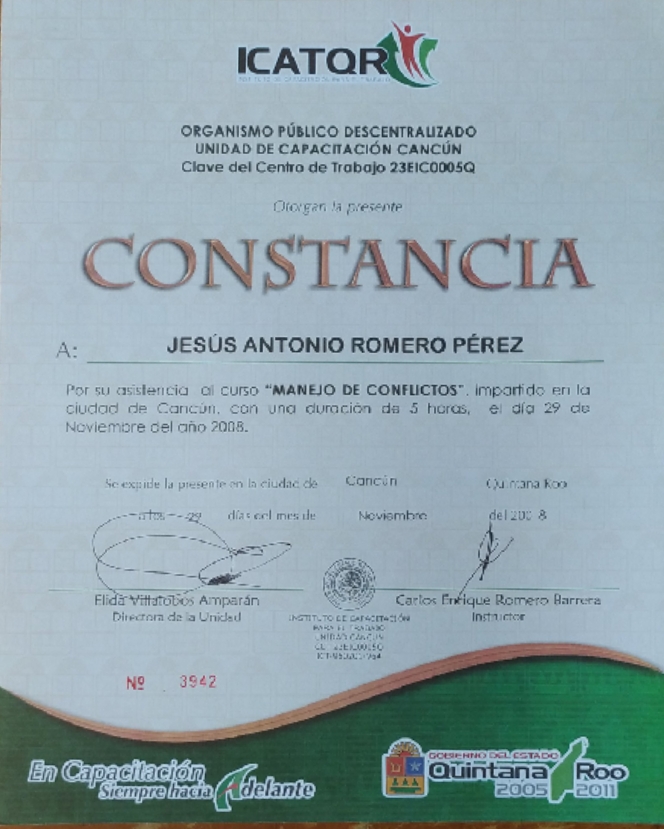 ICATQR
ORGANISMO PÚBLICO DESCENTRALIZADO
UNIDAD DE CAPACITACIÓN CANCÚN
Clave del Centro de Trabajo 23EIC0005Q
Otorgan la presente
CONSTANCIA
A: JESÚS ANTONIO ROMERO PÉREZ
Por su asistencia al curso "MANEJO DE CONFLICTOS", impartido en la
ciudad de Cancún, con una duración de 5 horas, el día 29 de
Noviembre del año 2008.
Se expide la presente en la ciudad de Cancún Quintana Roo
a los 29 días del mes de Noviembre del 2008
Elida Villalobos Amparán Carlos Enrique Romero Barrera
Directora de la Unidad Instructor
INSTITUTO DE CAPACITACIÓN
PARA EL TRABAJO
UNIDAD CANCUN
Nº 3942
En Capacitación
Siempre hacia Adelante
GOBIERNO DEL ESTADO
Quintana Roo
2005 2011